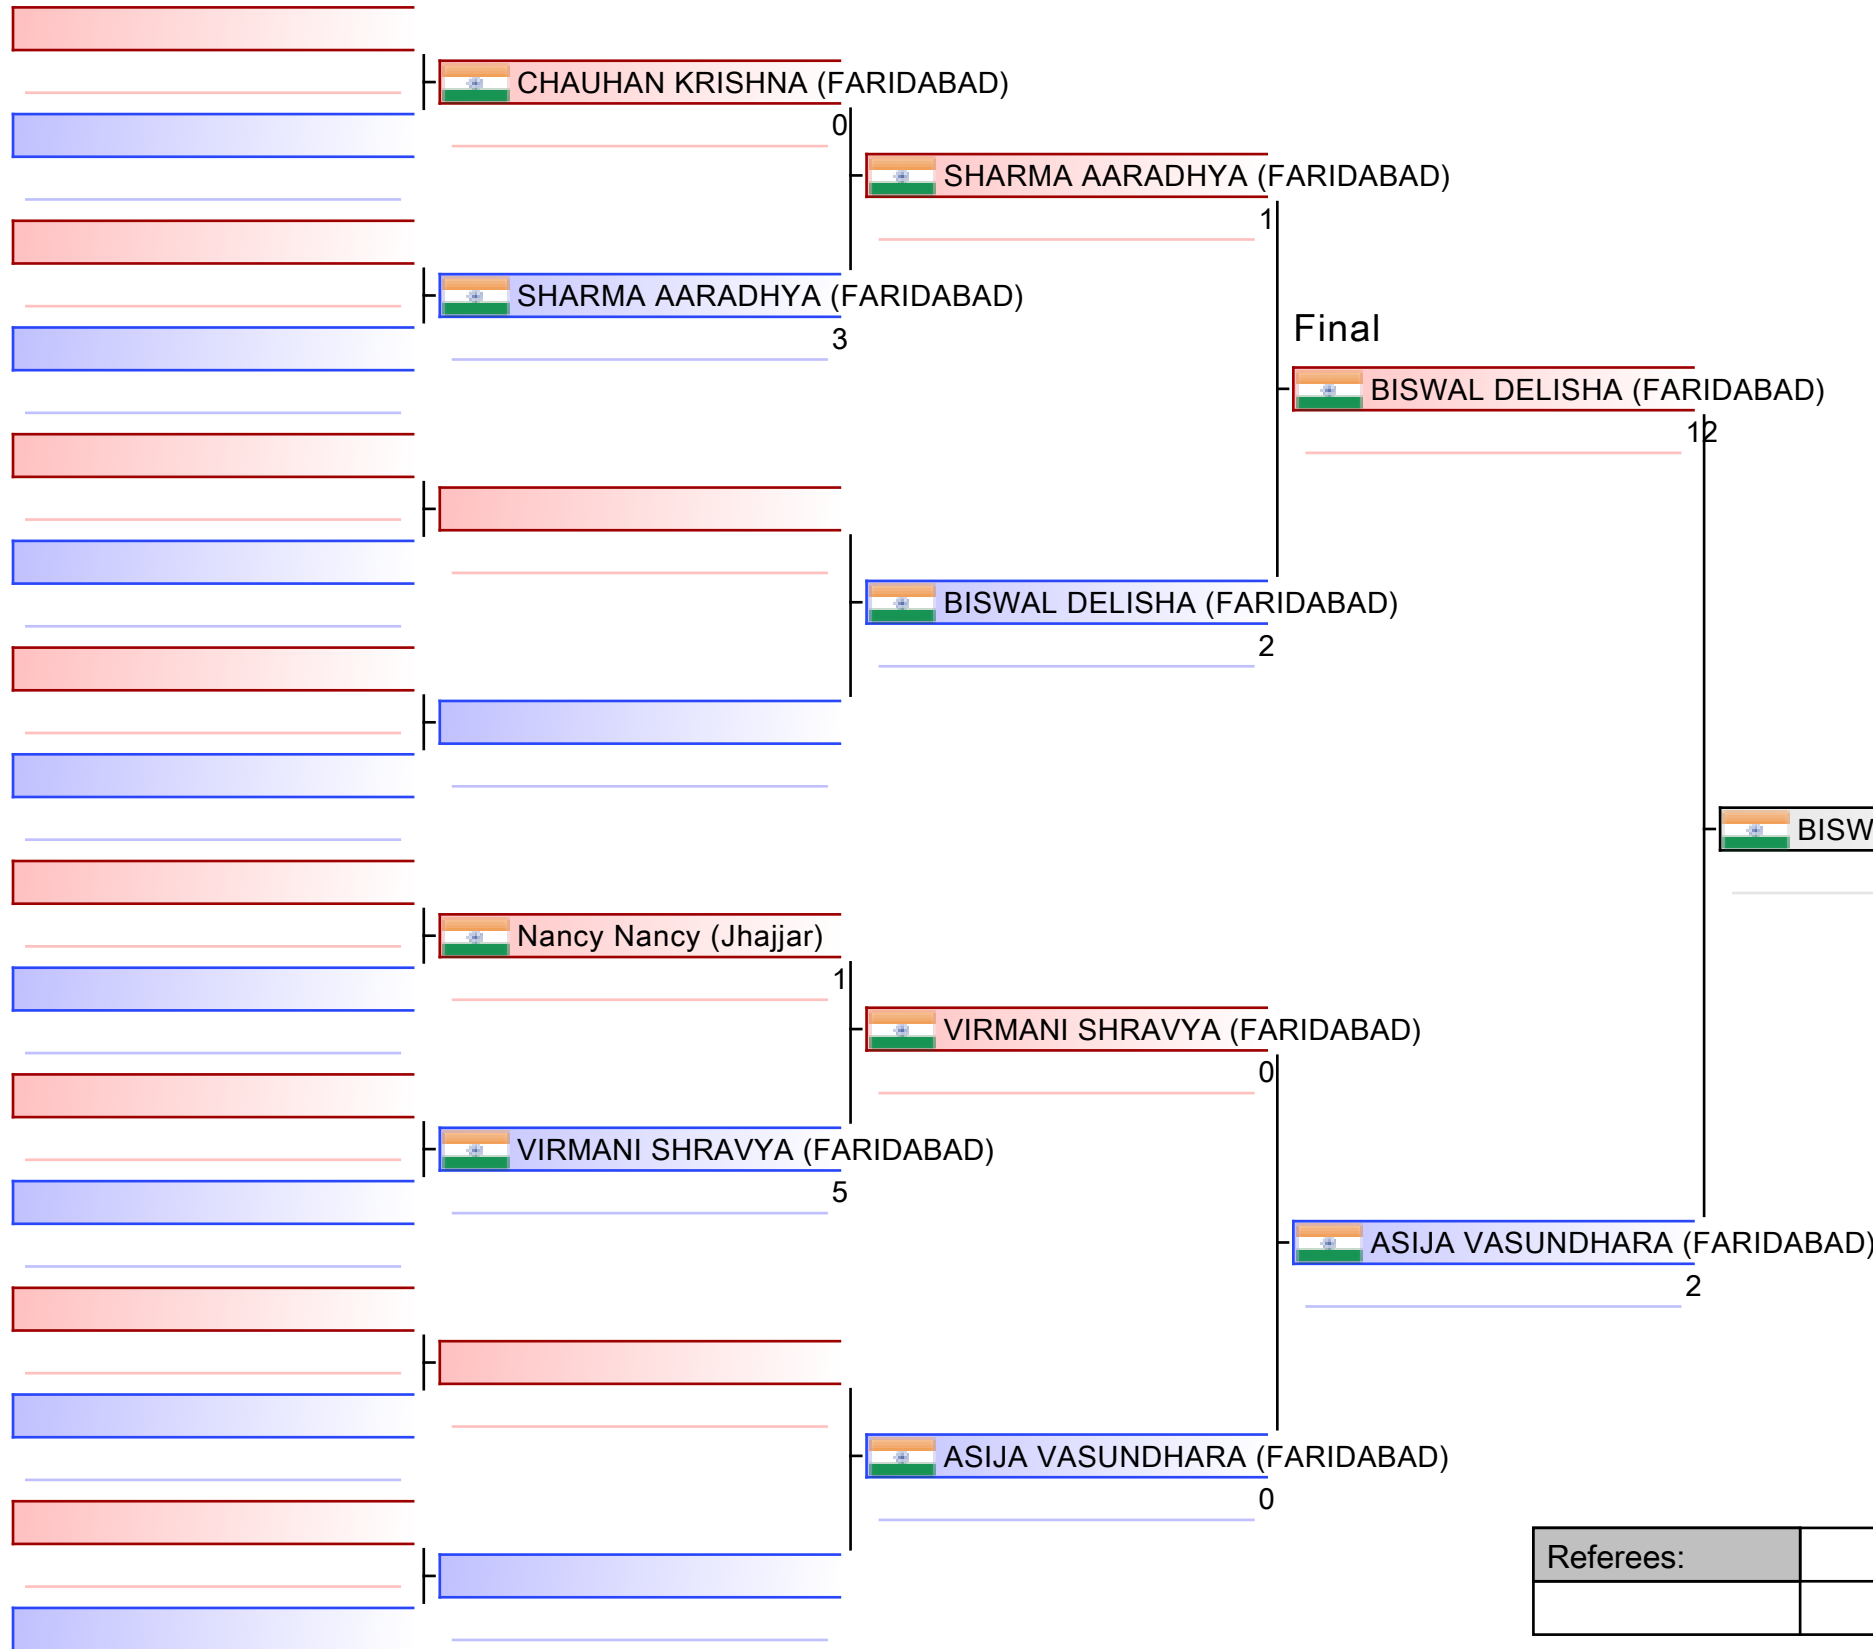 CHAUHAN KRISHNA (FARIDABAD)
0
SHARMA AARADHYA (FARIDABAD)
1
SHARMA AARADHYA (FARIDABAD)
3
Final
BISWAL DELISHA (FARIDABAD)
12
BISWAL DELISHA (FARIDABAD)
2
BISW
Nancy Nancy (Jhajjar)
1
VIRMANI SHRAVYA (FARIDABAD)
0
VIRMANI SHRAVYA (FARIDABAD)
5
ASIJA VASUNDHARA (FARIDABAD)
2
ASIJA VASUNDHARA (FARIDABAD)
0
Referees: